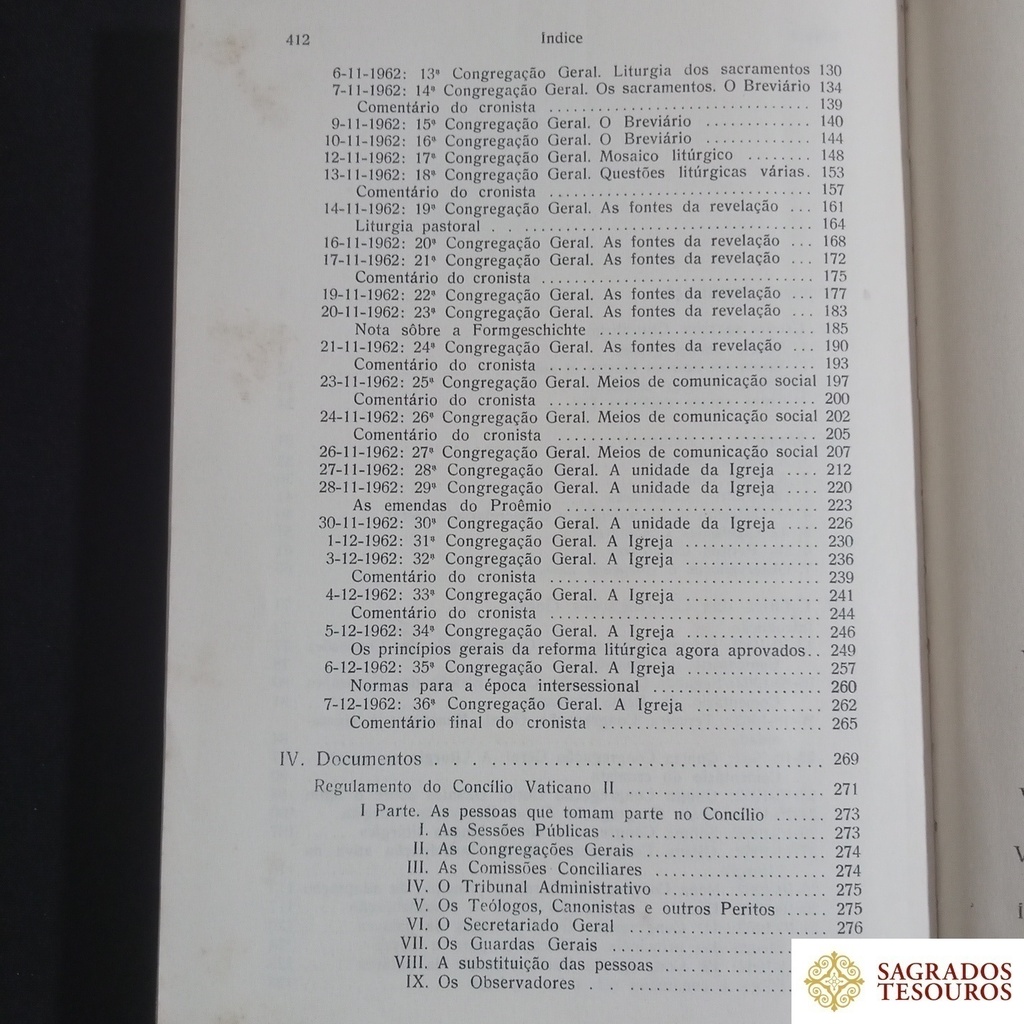 412 Índice
6-11-1962: 13ª Congregação Geral. Liturgia dos sacramentos 130
7-11-1962: 14ª Congregação Geral. Os sacramentos. O Breviário 134
Comentário do cronista ................................. 139
9-11-1962: 15ª Congregação Geral. O Breviário ............. 140
10-11-1962: 16ª Congregação Geral. O Breviário ............. 144
12-11-1962: 17ª Congregação Geral. Mosaico litúrgico ........ 148
13-11-1962: 18ª Congregação Geral. Questões litúrgicas várias. 153
Comentário do cronista ................................. 157
14-11-1962: 19ª Congregação Geral. As fontes da revelação ... 161
Liturgia pastoral . . ................................. 164
16-11-1962: 20ª Congregação Geral. As fontes da revelação ... 168
17-11-1962: 21ª Congregação Geral. As fontes da revelação ... 172
Comentário do cronista ................................. 175
19-11-1962: 22ª Congregação Geral. As fontes da revelação ... 177
20-11-1962: 23ª Congregação Geral. As fontes da revelação ... 183
Nota sôbre a Formgeschichte ........................... 185
21-11-1962: 24ª Congregação Geral. As fontes da revelação ... 190
Comentário do cronista ................................. 193
23-11-1962: 25ª Congregação Geral. Meios de comunicação social 197
Comentário do cronista ................................. 200
24-11-1962: 26ª Congregação Geral. Meios de comunicação social 202
Comentário do cronista ................................ 205
26-11-1962: 27ª Congregação Geral. Meios de comunicação social 207
27-11-1962: 28ª Congregação Geral. A unidade da Igreja .... 212
28-11-1962: 29ª Congregação Geral. A unidade da Igreja .... 220
As emendas do Proêmio ............................... 223
30-11-1962: 30ª Congregação Geral. A unidade da Igreja .... 226
1-12-1962: 31ª Congregação Geral. A Igreja ................ 230
3-12-1962: 32ª Congregação Geral. A Igreja ................ 236
Comentário do cronista ................................. 239
4-12-1962: 33ª Congregação Geral. A Igreja ................ 241
Comentário do cronista ................................. 244
5-12-1962: 34ª Congregação Geral. A Igreja ................ 246
Os princípios gerais da reforma litúrgica agora aprovados.. 249
6-12-1962: 35ª Congregação Geral. A Igreja ................ 257
Normas para a época intersessional .................... 260
7-12-1962: 36ª Congregação Geral. A Igreja ............... 262
Comentário final do cronista ........................... 265
IV. Documentos . . . ................................. 269
Regulamento do Concílio Vaticano II ........................ 271
I Parte. As pessoas que tomam parte no Concílio ...... 273
I. As Sessões Públicas .......................... 273
II. As Congregações Gerais ...................... 274
III. As Comissões Conciliares ..................... 274
IV. O Tribunal Administrativo ..................... 275
V. Os Teólogos, Canonistas e outros Peritos ..... 275
VI. O Secretariado Geral ........................ 276
VII. Os Guardas Gerais ..........................
VIII. A substituição das pessoas ..................
IX. Os Observadores . . ........................
SAGRADOS
TESOUROS